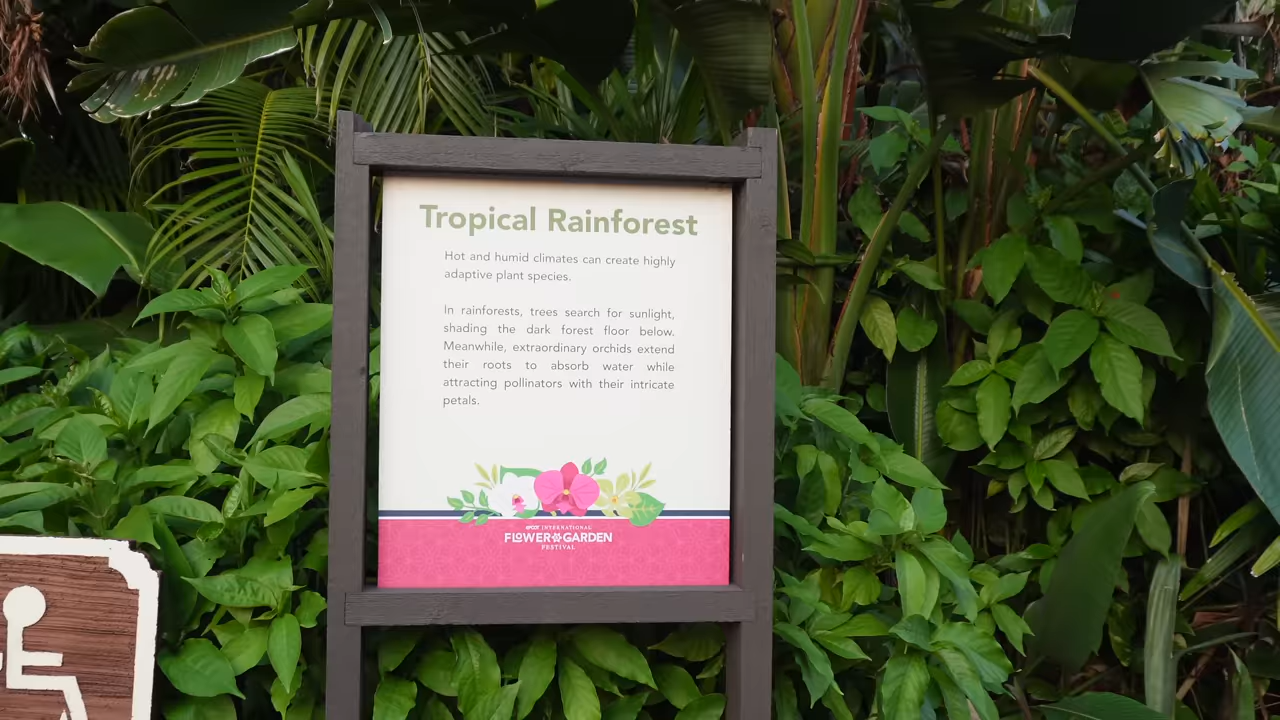 Tropical Rainforest
Hot and humid climates can create highly
adaptive plant species.
In rainforests, trees search for sunlight,
shading the dark forest floor below.
Meanwhile, extraordinary orchids extend
their roots to absorb water while
attracting pollinators with their intricate
petals.
epcot INTERNATIONAL
FLOWER GARDEN
FESTIVAL